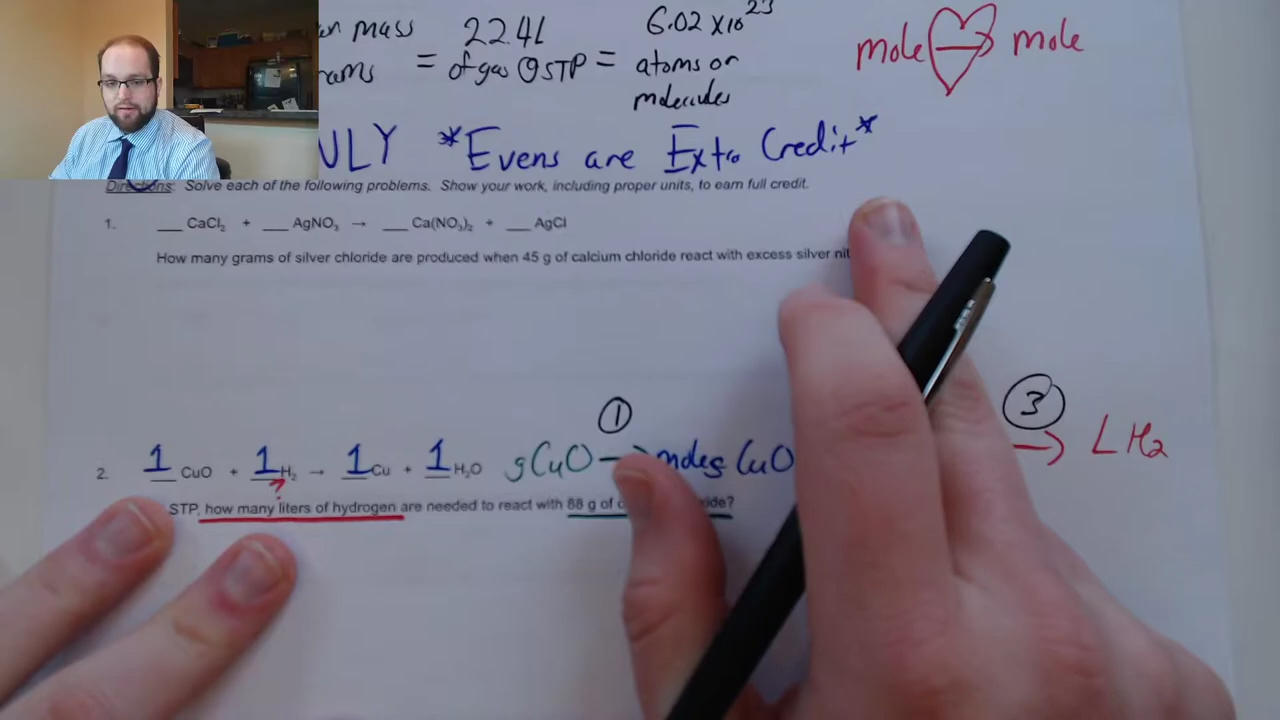 mass 22.4L 6.02 x10^23
= of gas @ STP = atoms or
molecules
mole → mole
*Evens are Extra Credit*
Directions: Solve each of the following problems. Show your work, including proper units, to earn full credit.
1. ___ CaCl₂ + ___ AgNO₃ → ___ Ca(NO₃)₂ + ___ AgCl
How many grams of silver chloride are produced when 45 g of calcium chloride react with excess silver
① ③
2. 1 CuO + 1 H₂ → 1 Cu + 1 H₂O gCuO → moles CuO → L H₂
?
STP, how many liters of hydrogen are needed to react with 88 g of